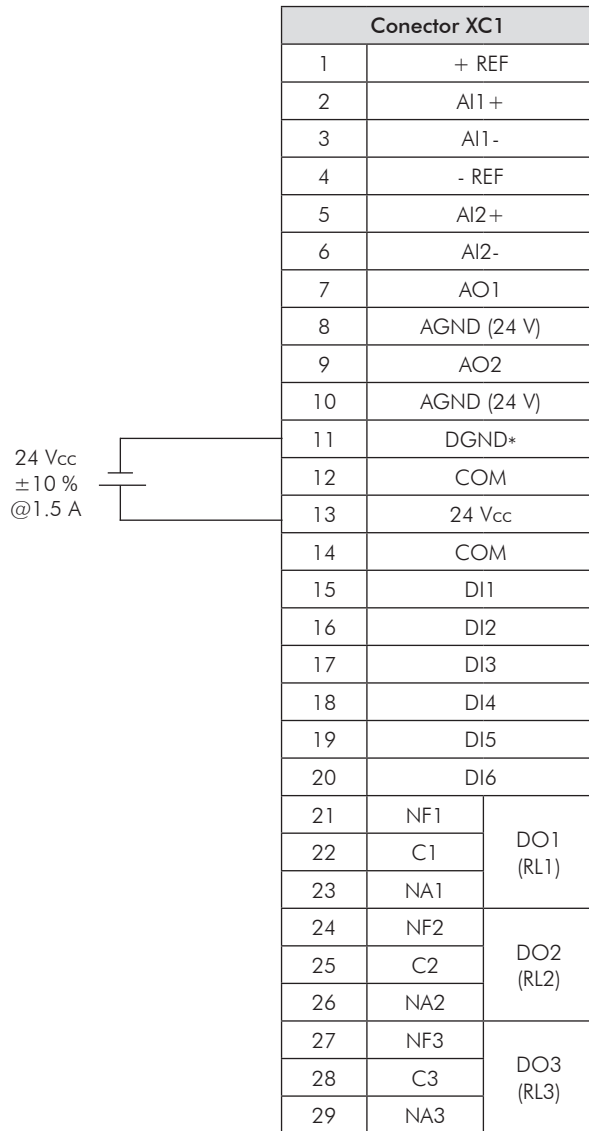 Conector XC1
1 + REF
2 AI1+
3 AI1-
4 - REF
5 AI2+
6 AI2-
7 AO1
8 AGND (24 V)
9 AO2
10 AGND (24 V)
11 DGND*
12 COM
13 24 Vcc
14 COM
15 DI1
16 DI2
17 DI3
18 DI4
19 DI5
20 DI6
21 NF1
22 C1
23 NA1
DO1
(RL1)
24 NF2
25 C2
26 NA2
DO2
(RL2)
27 NF3
28 C3
29 NA3
DO3
(RL3)
24 Vcc
±10 %
@1.5 A